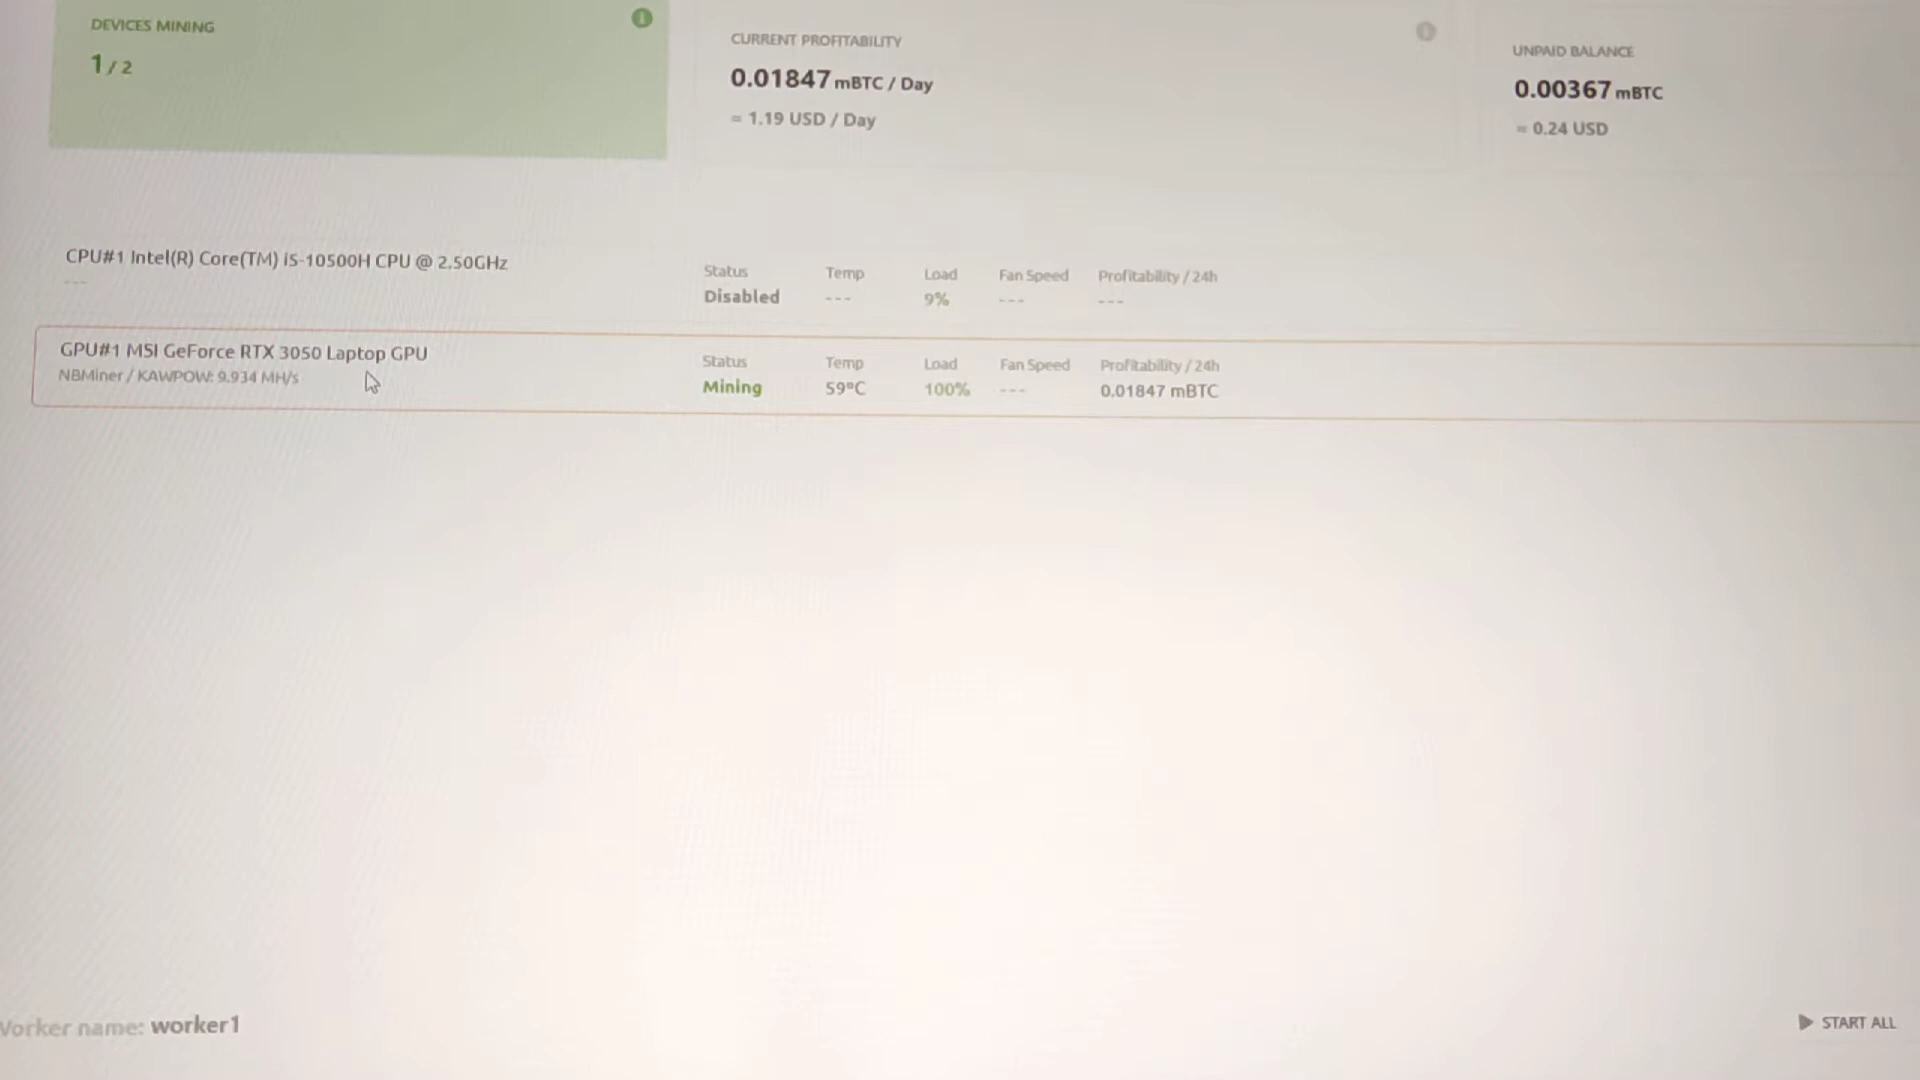 DEVICES MINING
1 / 2
CURRENT PROFITABILITY
0.01847 mBTC / Day
≈ 1.19 USD / Day
UNPAID BALANCE
0.00367 mBTC
≈ 0.24 USD
CPU#1 Intel(R) Core(TM) i5-10500H CPU @ 2.50GHz
---
Status Temp Load Fan Speed Profitability / 24h
Disabled --- 9% --- ---
GPU#1 MSI GeForce RTX 3050 Laptop GPU
NBMiner / KAWPOW: 9.934 MH/s
Status Temp Load Fan Speed Profitability / 24h
Mining 59°C 100% --- 0.01847 mBTC
Worker name: worker1
START ALL